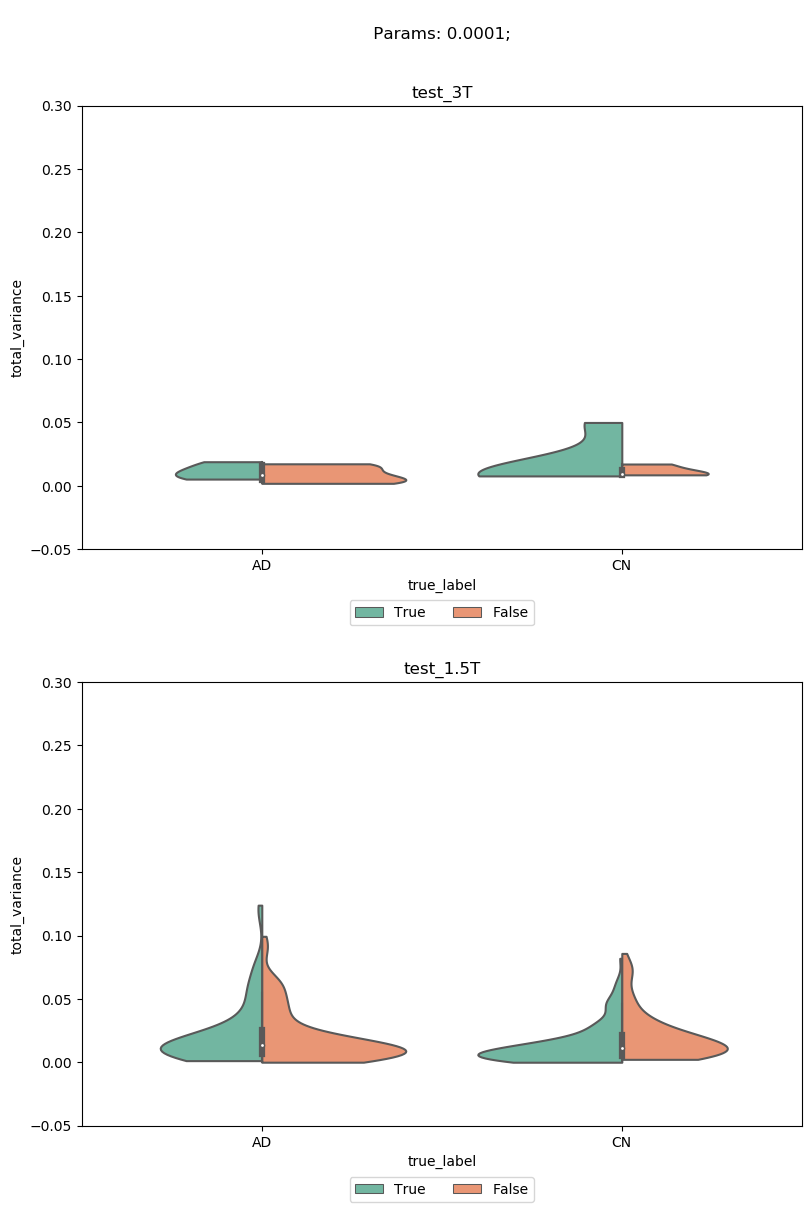 Params: 0.0001;
test_3T
0.30
0.25
0.20
0.15
0.10
0.05
0.00
−0.05
total_variance
AD CN
true_label
True False
test_1.5T
0.30
0.25
0.20
0.15
0.10
0.05
0.00
−0.05
total_variance
AD CN
true_label
True False